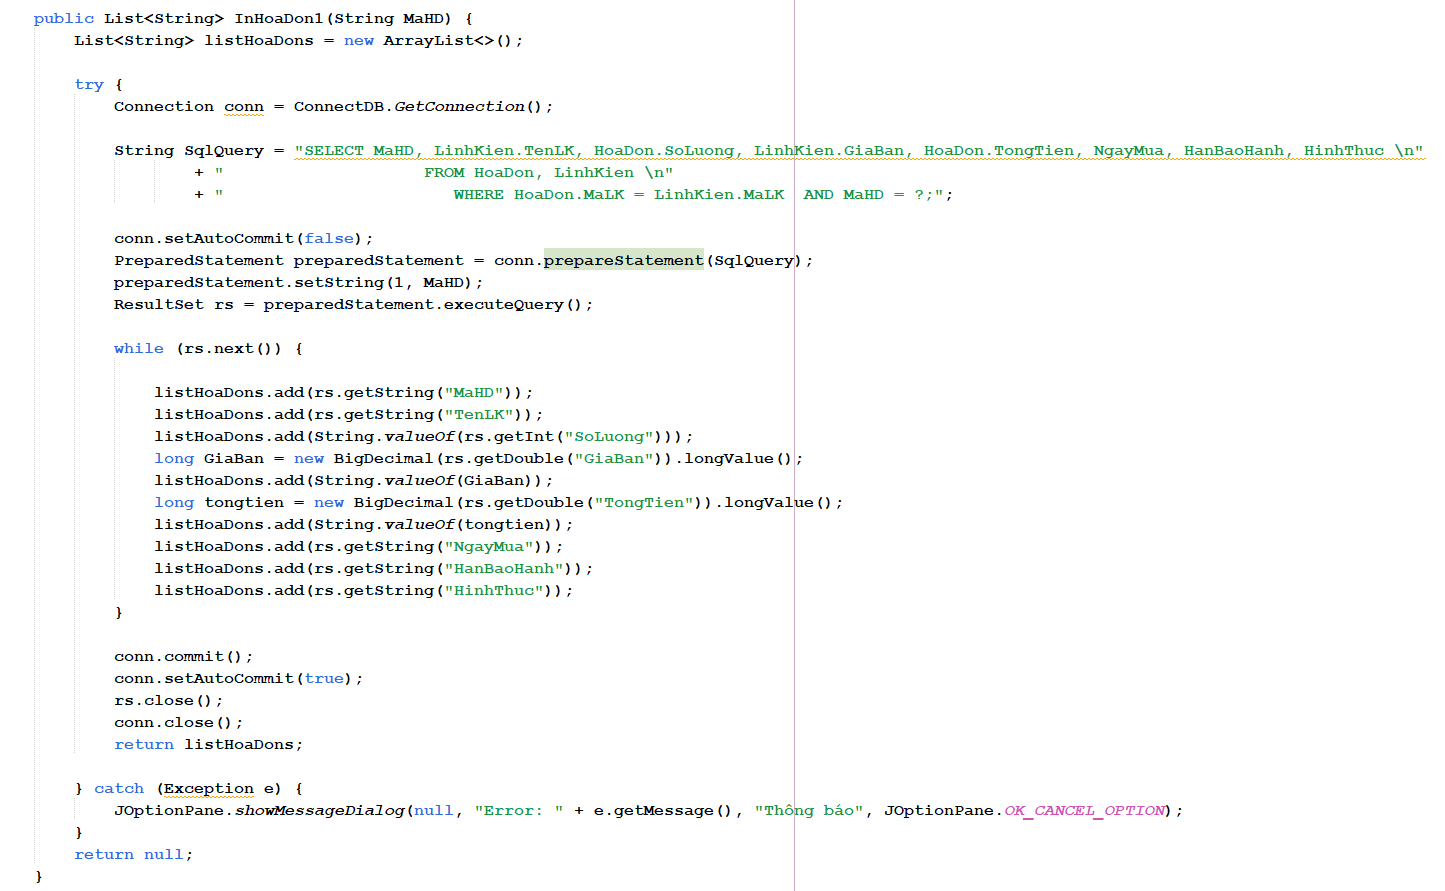 public List<String> InHoaDon1(String MaHD) {
List<String> listHoaDons = new ArrayList<>();
try {
Connection conn = ConnectDB.GetConnection();
String SqlQuery = "SELECT MaHD, LinhKien.TenLK, HoaDon.SoLuong, LinhKien.GiaBan, HoaDon.TongTien, NgayMua, HanBaoHanh, HinhThuc \n"
+ "                    FROM HoaDon, LinhKien \n"
+ "                       WHERE HoaDon.MaLK = LinhKien.MaLK  AND MaHD = ?;";
conn.setAutoCommit(false);
PreparedStatement preparedStatement = conn.prepareStatement(SqlQuery);
preparedStatement.setString(1, MaHD);
ResultSet rs = preparedStatement.executeQuery();
while (rs.next()) {
listHoaDons.add(rs.getString("MaHD"));
listHoaDons.add(rs.getString("TenLK"));
listHoaDons.add(String.valueOf(rs.getInt("SoLuong")));
long GiaBan = new BigDecimal(rs.getDouble("GiaBan")).longValue();
listHoaDons.add(String.valueOf(GiaBan));
long tongtien = new BigDecimal(rs.getDouble("TongTien")).longValue();
listHoaDons.add(String.valueOf(tongtien));
listHoaDons.add(rs.getString("NgayMua"));
listHoaDons.add(rs.getString("HanBaoHanh"));
listHoaDons.add(rs.getString("HinhThuc"));
}
conn.commit();
conn.setAutoCommit(true);
rs.close();
conn.close();
return listHoaDons;
} catch (Exception e) {
JOptionPane.showMessageDialog(null, "Error: " + e.getMessage(), "Thông báo", JOptionPane.OK_CANCEL_OPTION);
}
return null;
}